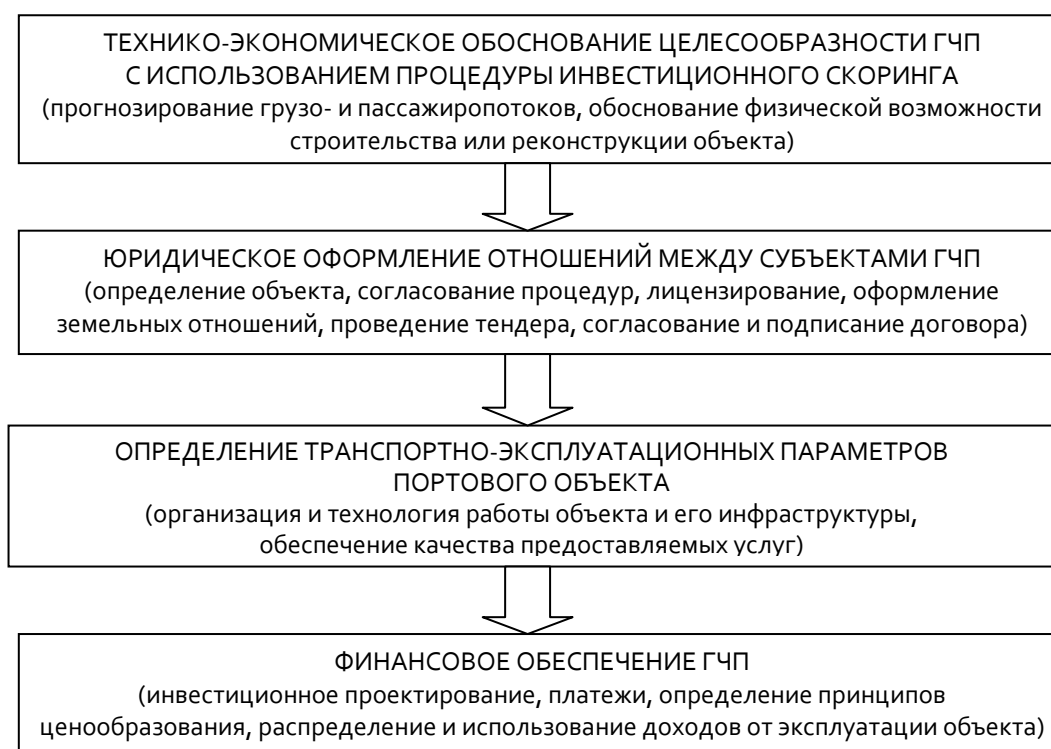 ТЕХНИКО-ЭКОНОМИЧЕСКОЕ ОБОСНОВАНИЕ ЦЕЛЕСООБРАЗНОСТИ ГЧП
С ИСПОЛЬЗОВАНИЕМ ПРОЦЕДУРЫ ИНВЕСТИЦИОННОГО СКОРИНГА
(прогнозирование грузо- и пассажиропотоков, обоснование физической возможности
строительства или реконструкции объекта)
ЮРИДИЧЕСКОЕ ОФОРМЛЕНИЕ ОТНОШЕНИЙ МЕЖДУ СУБЪЕКТАМИ ГЧП
(определение объекта, согласование процедур, лицензирование, оформление
земельных отношений, проведение тендера, согласование и подписание договора)
ОПРЕДЕЛЕНИЕ ТРАНСПОРТНО-ЭКСПЛУАТАЦИОННЫХ ПАРАМЕТРОВ
ПОРТОВОГО ОБЪЕКТА
(организация и технология работы объекта и его инфраструктуры,
обеспечение качества предоставляемых услуг)
ФИНАНСОВОЕ ОБЕСПЕЧЕНИЕ ГЧП
(инвестиционное проектирование, платежи, определение принципов
ценообразования, распределение и использование доходов от эксплуатации объекта)